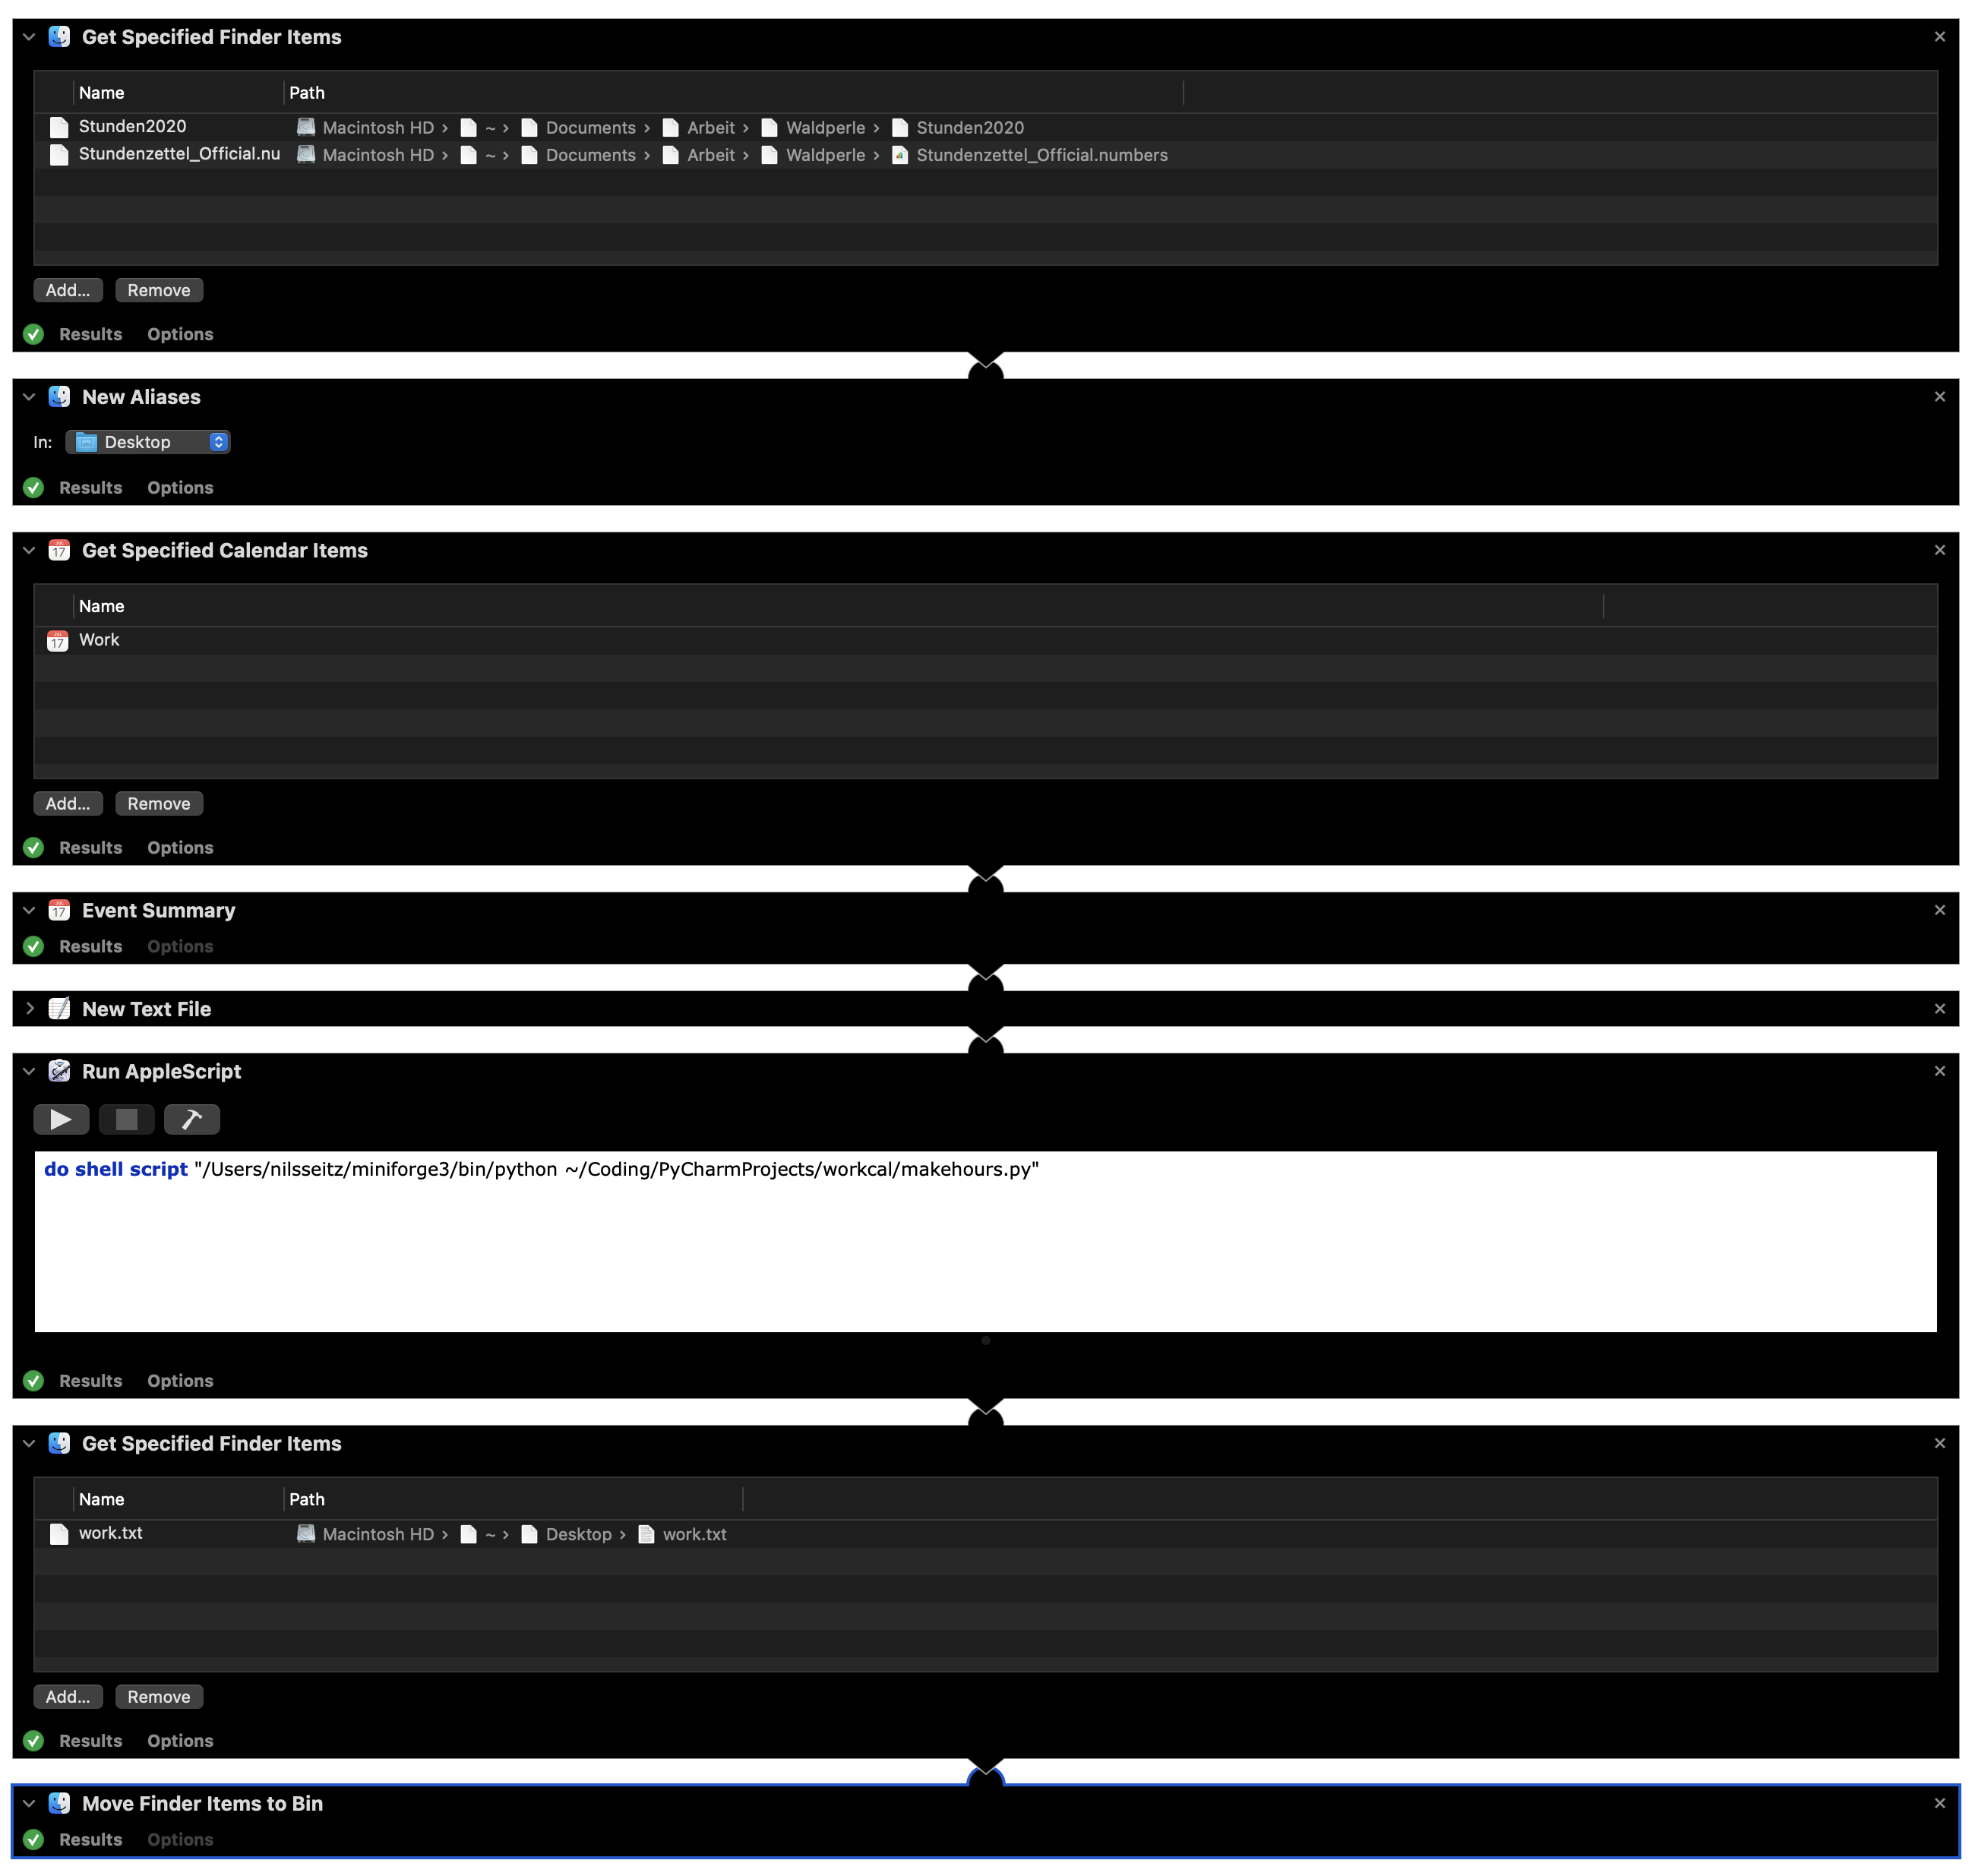 Get Specified Finder Items
Name Path
Stunden2020 Macintosh HD › ~ › Documents › Arbeit › Waldperle › Stunden2020
Stundenzettel_Official.nu Macintosh HD › ~ › Documents › Arbeit › Waldperle › Stundenzettel_Official.numbers
Add... Remove
Results Options
New Aliases
In: Desktop
Results Options
17 Get Specified Calendar Items
Name
17 Work
Add... Remove
Results Options
17 Event Summary
Results Options
New Text File
Run AppleScript
do shell script "/Users/nilsseitz/miniforge3/bin/python ~/Coding/PyCharmProjects/workcal/makehours.py"
Results Options
Get Specified Finder Items
Name Path
work.txt Macintosh HD › ~ › Desktop › work.txt
Add... Remove
Results Options
Move Finder Items to Bin
Results Options